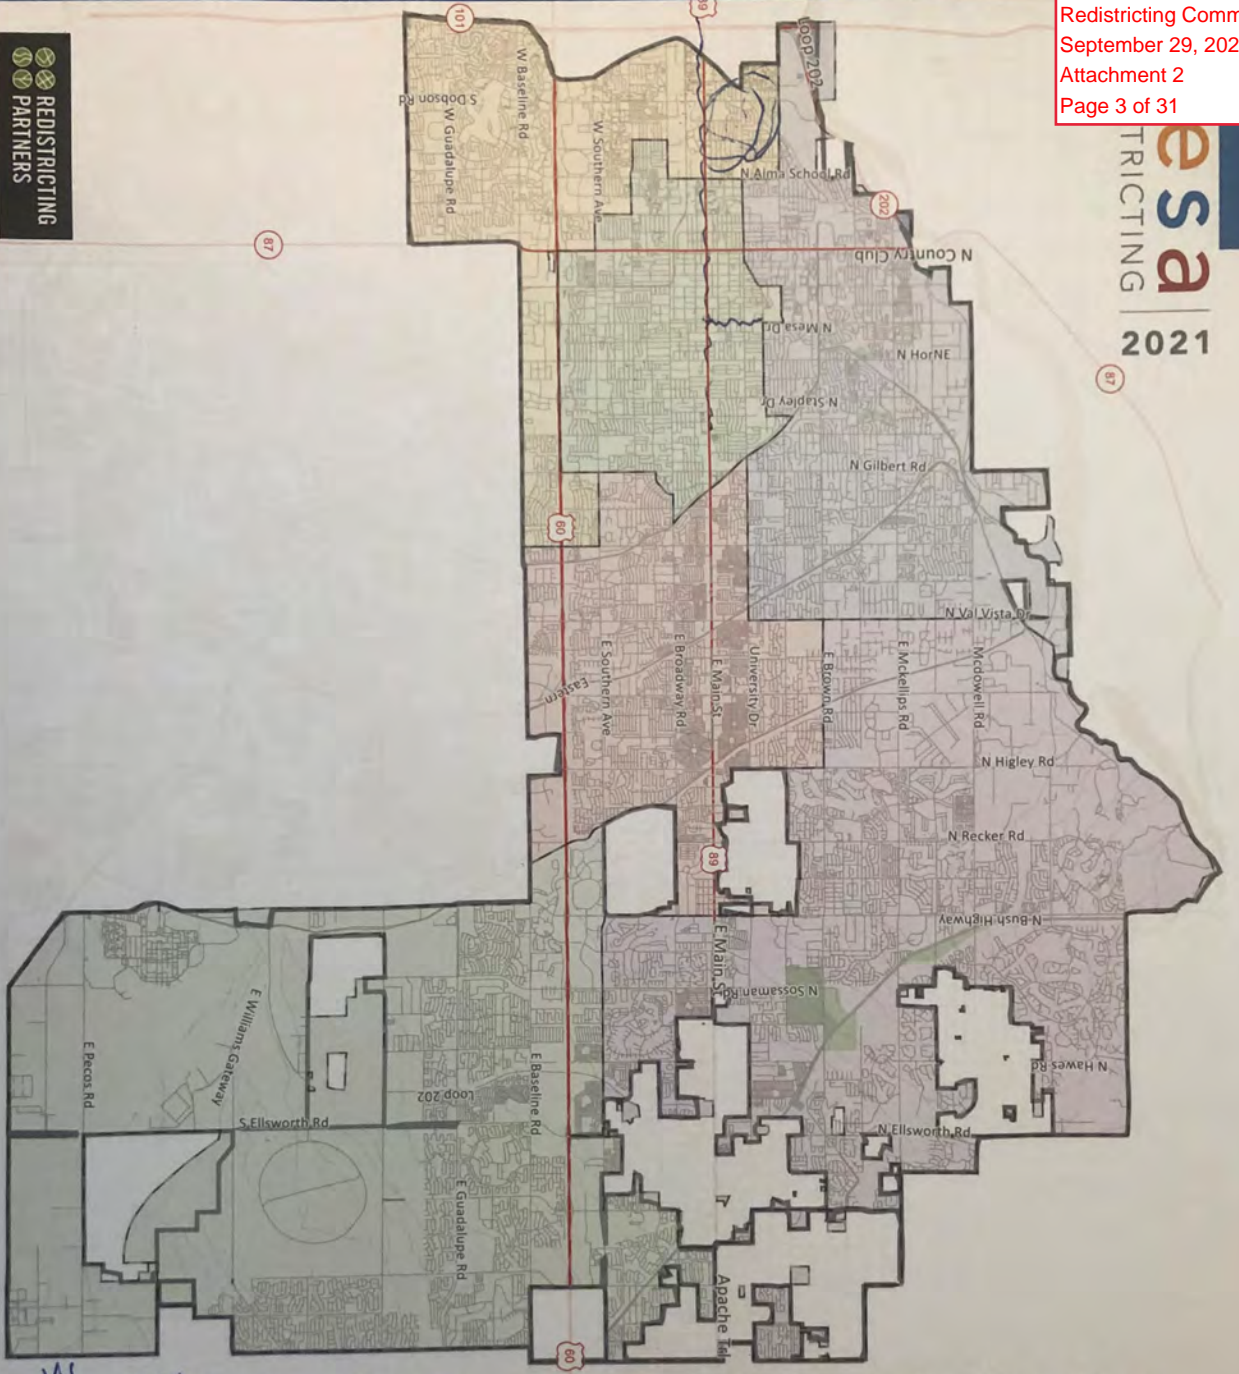 Redistricting Comm
September 29, 202
Attachment 2
Page 3 of 31
esa
TRICTING
2021
REDISTRICTING
PARTNERS
101
89
Loop 202
W Baseline Rd
S Dobson Rd
W Guadalupe Rd
W Southern Ave
N Alma School Rd
202
87
N Country Club
N Mesa Dr
N HorNE
87
N Stapley Dr
N Gilbert Rd
60
N Val Vista Dr
E Southern Ave
E Broadway Rd
E Main St
University Dr
E Brown Rd
E Mckellips Rd
Mcdowell Rd
Eastern
N Higley Rd
N Recker Rd
89
N Bush Highway
E Main St
N Sossaman Rd
E Williams Gateway
E Pecos Rd
Loop 202
E Baseline Rd
N Hawes Rd
S Ellsworth Rd
N Ellsworth Rd
E Guadalupe Rd
Apache Trl
60